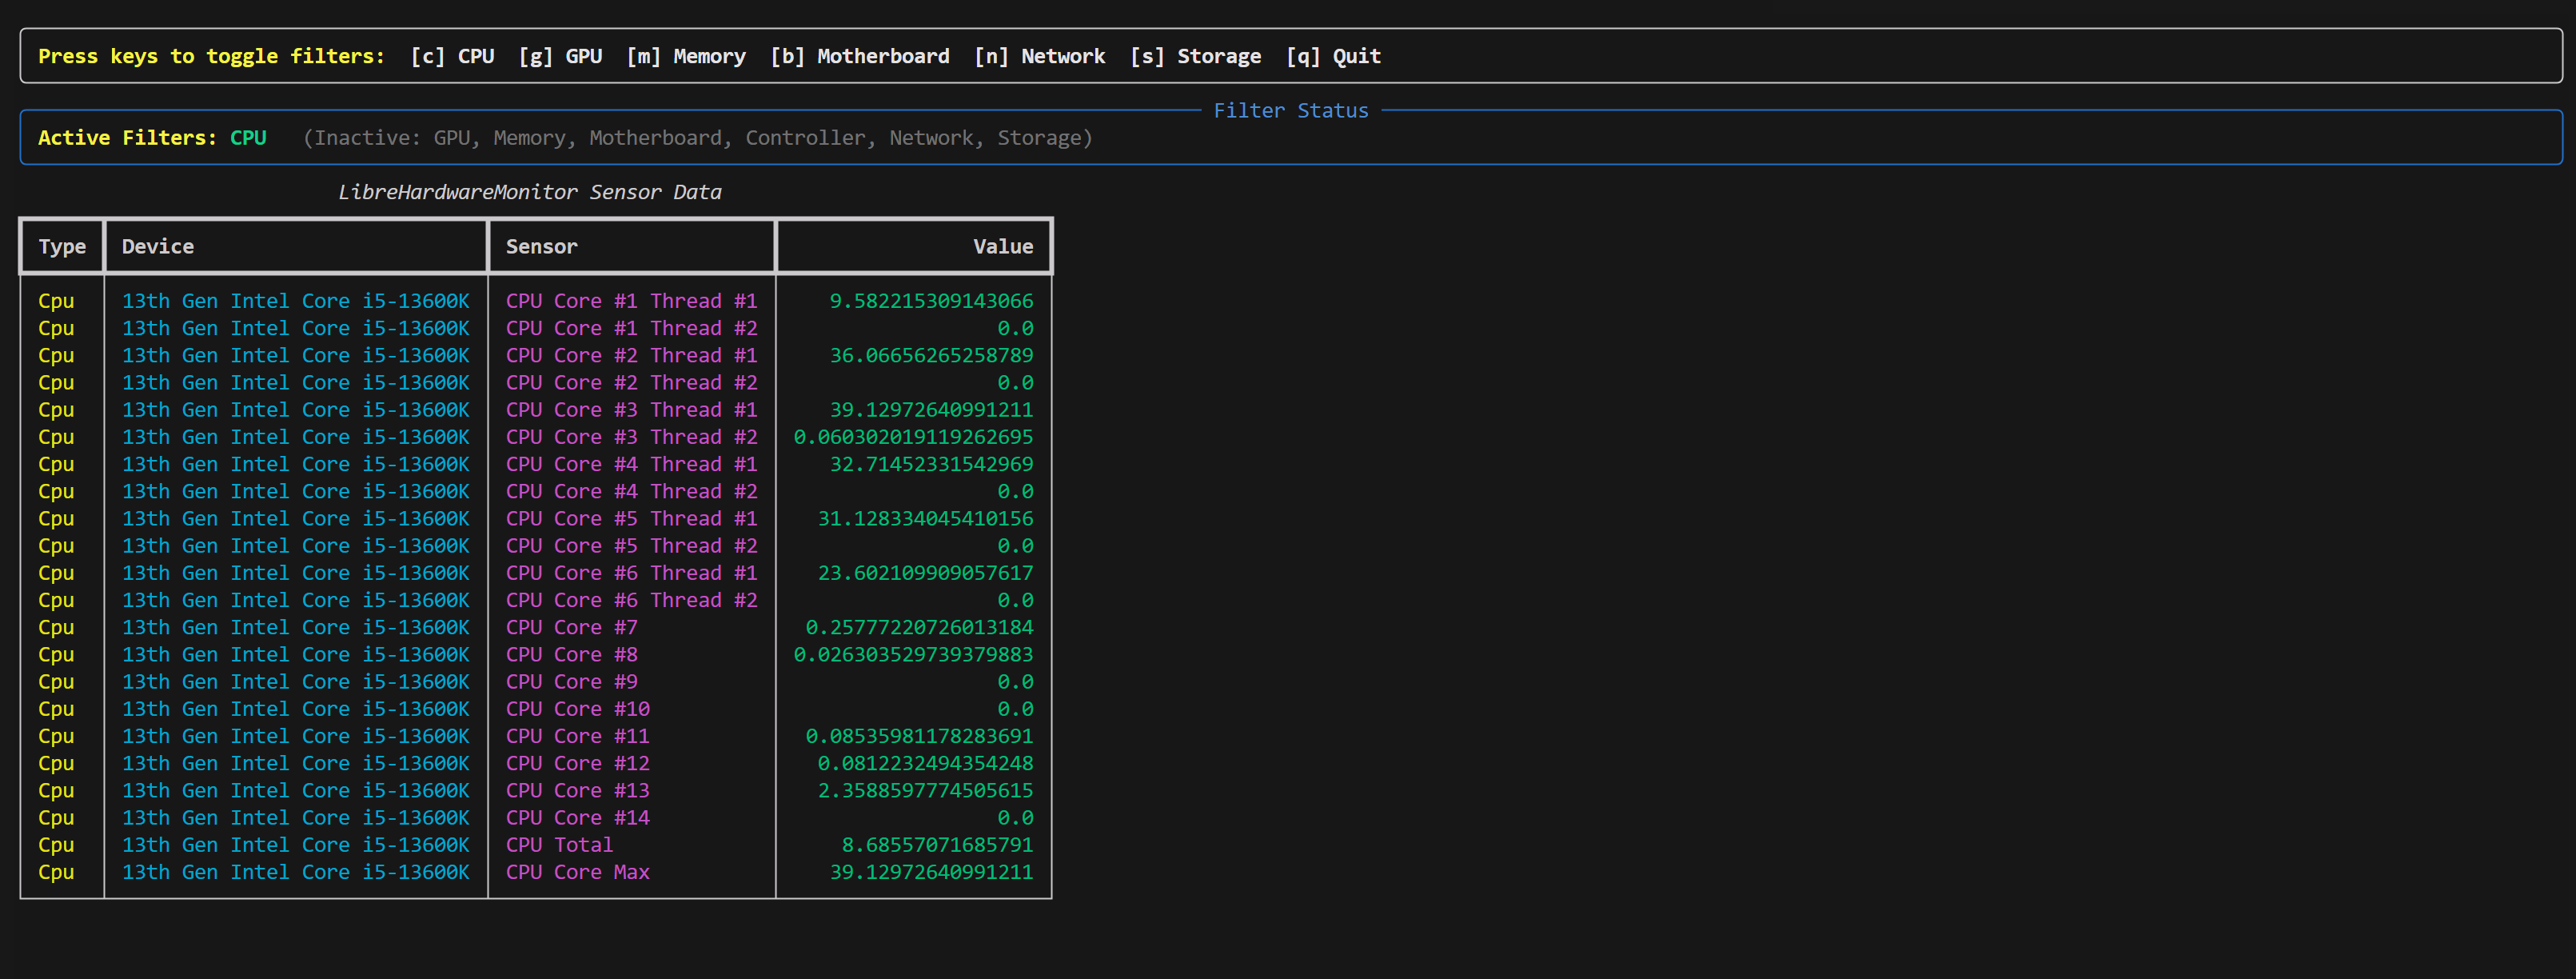 Press keys to toggle filters: [c] CPU [g] GPU [m] Memory [b] Motherboard [n] Network [s] Storage [q] Quit
Filter Status
Active Filters: CPU (Inactive: GPU, Memory, Motherboard, Controller, Network, Storage)
LibreHardwareMonitor Sensor Data
Type Device Sensor Value
Cpu 13th Gen Intel Core i5-13600K CPU Core #1 Thread #1 9.582215309143066
Cpu 13th Gen Intel Core i5-13600K CPU Core #1 Thread #2 0.0
Cpu 13th Gen Intel Core i5-13600K CPU Core #2 Thread #1 36.06656265258789
Cpu 13th Gen Intel Core i5-13600K CPU Core #2 Thread #2 0.0
Cpu 13th Gen Intel Core i5-13600K CPU Core #3 Thread #1 39.12972640991211
Cpu 13th Gen Intel Core i5-13600K CPU Core #3 Thread #2 0.060302019119262695
Cpu 13th Gen Intel Core i5-13600K CPU Core #4 Thread #1 32.71452331542969
Cpu 13th Gen Intel Core i5-13600K CPU Core #4 Thread #2 0.0
Cpu 13th Gen Intel Core i5-13600K CPU Core #5 Thread #1 31.128334045410156
Cpu 13th Gen Intel Core i5-13600K CPU Core #5 Thread #2 0.0
Cpu 13th Gen Intel Core i5-13600K CPU Core #6 Thread #1 23.602109909057617
Cpu 13th Gen Intel Core i5-13600K CPU Core #6 Thread #2 0.0
Cpu 13th Gen Intel Core i5-13600K CPU Core #7 0.25777220726013184
Cpu 13th Gen Intel Core i5-13600K CPU Core #8 0.026303529739379883
Cpu 13th Gen Intel Core i5-13600K CPU Core #9 0.0
Cpu 13th Gen Intel Core i5-13600K CPU Core #10 0.0
Cpu 13th Gen Intel Core i5-13600K CPU Core #11 0.08535981178283691
Cpu 13th Gen Intel Core i5-13600K CPU Core #12 0.0812232494354248
Cpu 13th Gen Intel Core i5-13600K CPU Core #13 2.3588597774505615
Cpu 13th Gen Intel Core i5-13600K CPU Core #14 0.0
Cpu 13th Gen Intel Core i5-13600K CPU Total 8.68557071685791
Cpu 13th Gen Intel Core i5-13600K CPU Core Max 39.12972640991211